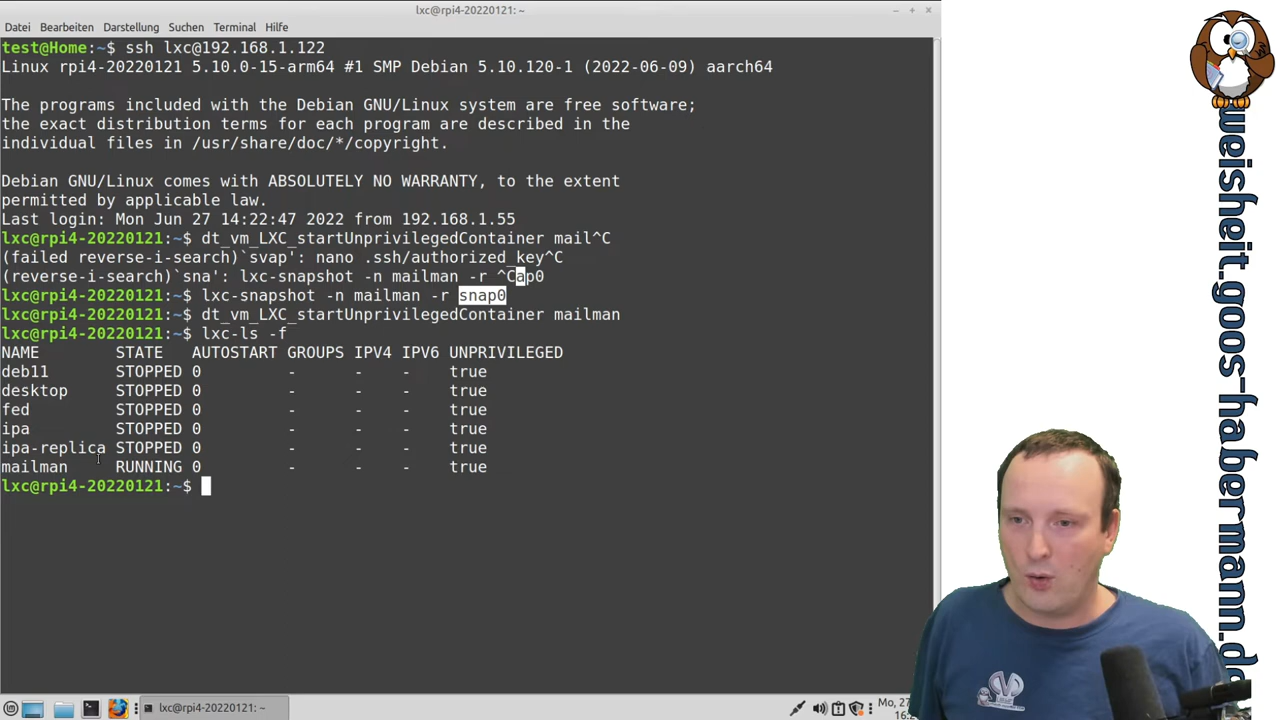 lxc@rpi4-20220121: ~
Datei Bearbeiten Darstellung Suchen Terminal Hilfe
test@Home:~$ ssh lxc@192.168.1.122
Linux rpi4-20220121 5.10.0-15-arm64 #1 SMP Debian 5.10.120-1 (2022-06-09) aarch64
The programs included with the Debian GNU/Linux system are free software;
the exact distribution terms for each program are described in the
individual files in /usr/share/doc/*/copyright.
Debian GNU/Linux comes with ABSOLUTELY NO WARRANTY, to the extent
permitted by applicable law.
Last login: Mon Jun 27 14:22:47 2022 from 192.168.1.55
lxc@rpi4-20220121:~$ dt_vm_LXC_startUnprivilegedContainer mail^C
(failed reverse-i-search)`svap': nano .ssh/authorized_key^C
(reverse-i-search)`sna': lxc-snapshot -n mailman -r ^Cap0
lxc@rpi4-20220121:~$ lxc-snapshot -n mailman -r snap0
lxc@rpi4-20220121:~$ dt_vm_LXC_startUnprivilegedContainer mailman
lxc@rpi4-20220121:~$ lxc-ls -f
NAME STATE AUTOSTART GROUPS IPV4 IPV6 UNPRIVILEGED
deb11 STOPPED 0 - - - true
desktop STOPPED 0 - - - true
fed STOPPED 0 - - - true
ipa STOPPED 0 - - - true
ipa-replica STOPPED 0 - - - true
mailman RUNNING 0 - - - true
lxc@rpi4-20220121:~$
lxc@rpi4-20220121: ~
Mo, 27
weisheit.goos-habermann.de